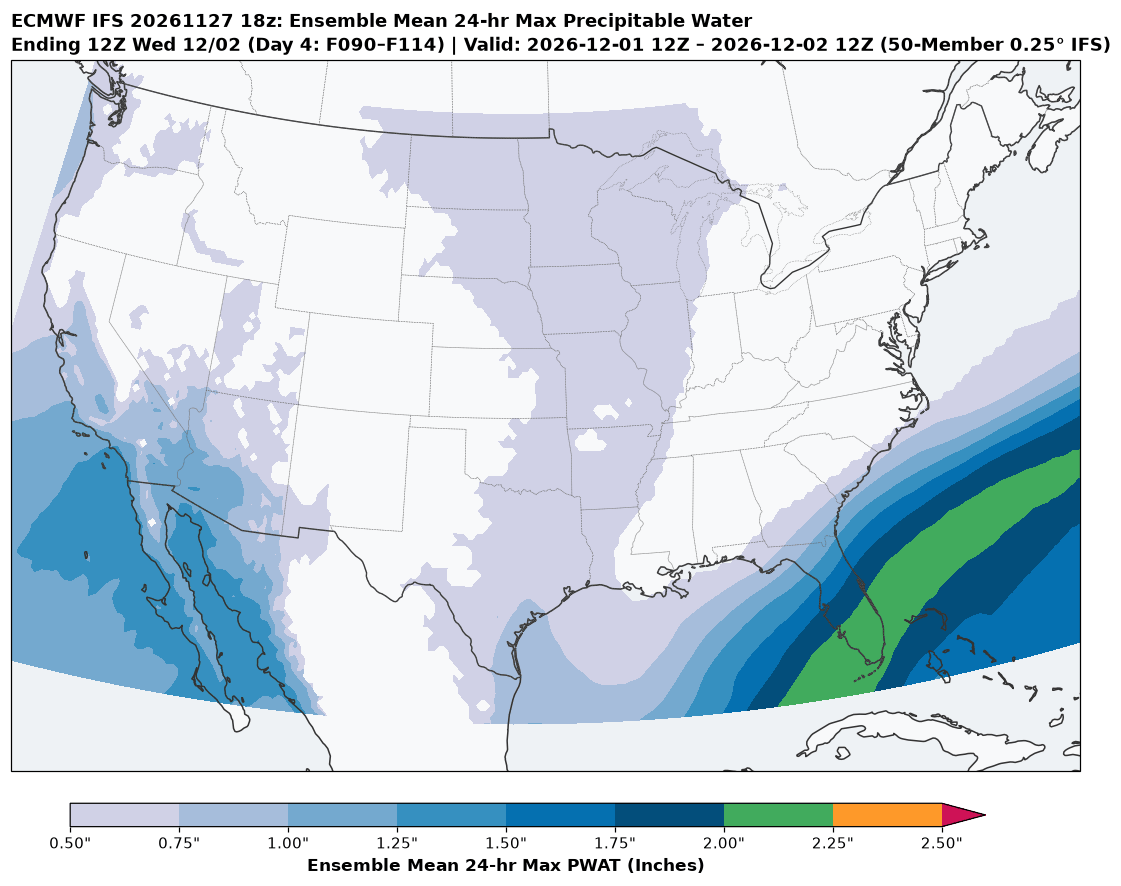 ECMWF IFS 20261127 18z: Ensemble Mean 24-hr Max Precipitable Water
Ending 12Z Wed 12/02 (Day 4: F090–F114) | Valid: 2026-12-01 12Z – 2026-12-02 12Z (50-Member 0.25° IFS)
0.50" 0.75" 1.00" 1.25" 1.50" 1.75" 2.00" 2.25" 2.50"
Ensemble Mean 24-hr Max PWAT (Inches)